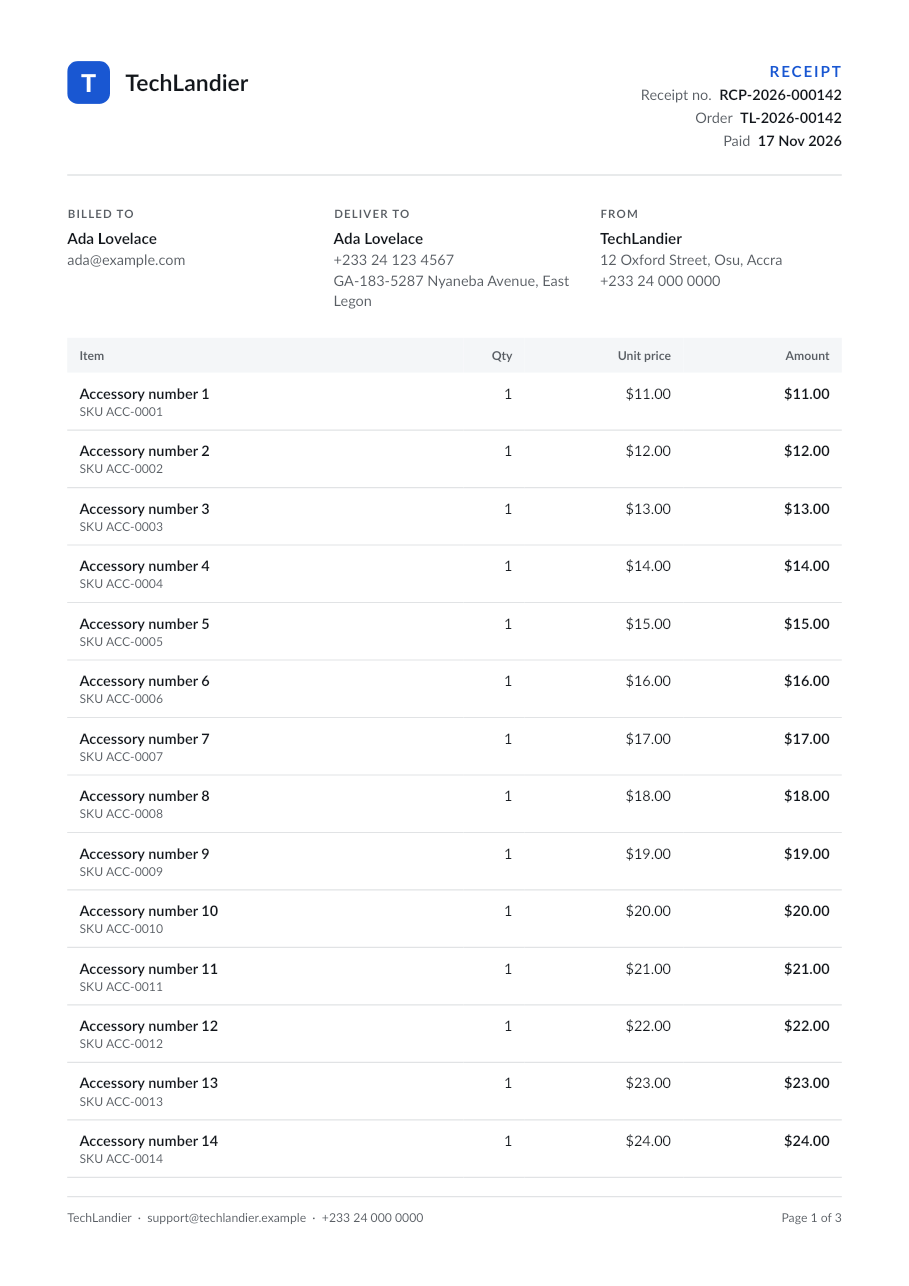 T TechLandier
RECEIPT
Receipt no. RCP-2026-000142
Order TL-2026-00142
Paid 17 Nov 2026
BILLED TO
Ada Lovelace
ada@example.com
DELIVER TO
Ada Lovelace
+233 24 123 4567
GA-183-5287 Nyaneba Avenue, East
Legon
FROM
TechLandier
12 Oxford Street, Osu, Accra
+233 24 000 0000
Item Qty Unit price Amount
Accessory number 1 1 $11.00 $11.00
SKU ACC-0001
Accessory number 2 1 $12.00 $12.00
SKU ACC-0002
Accessory number 3 1 $13.00 $13.00
SKU ACC-0003
Accessory number 4 1 $14.00 $14.00
SKU ACC-0004
Accessory number 5 1 $15.00 $15.00
SKU ACC-0005
Accessory number 6 1 $16.00 $16.00
SKU ACC-0006
Accessory number 7 1 $17.00 $17.00
SKU ACC-0007
Accessory number 8 1 $18.00 $18.00
SKU ACC-0008
Accessory number 9 1 $19.00 $19.00
SKU ACC-0009
Accessory number 10 1 $20.00 $20.00
SKU ACC-0010
Accessory number 11 1 $21.00 $21.00
SKU ACC-0011
Accessory number 12 1 $22.00 $22.00
SKU ACC-0012
Accessory number 13 1 $23.00 $23.00
SKU ACC-0013
Accessory number 14 1 $24.00 $24.00
SKU ACC-0014
TechLandier · support@techlandier.example · +233 24 000 0000 Page 1 of 3